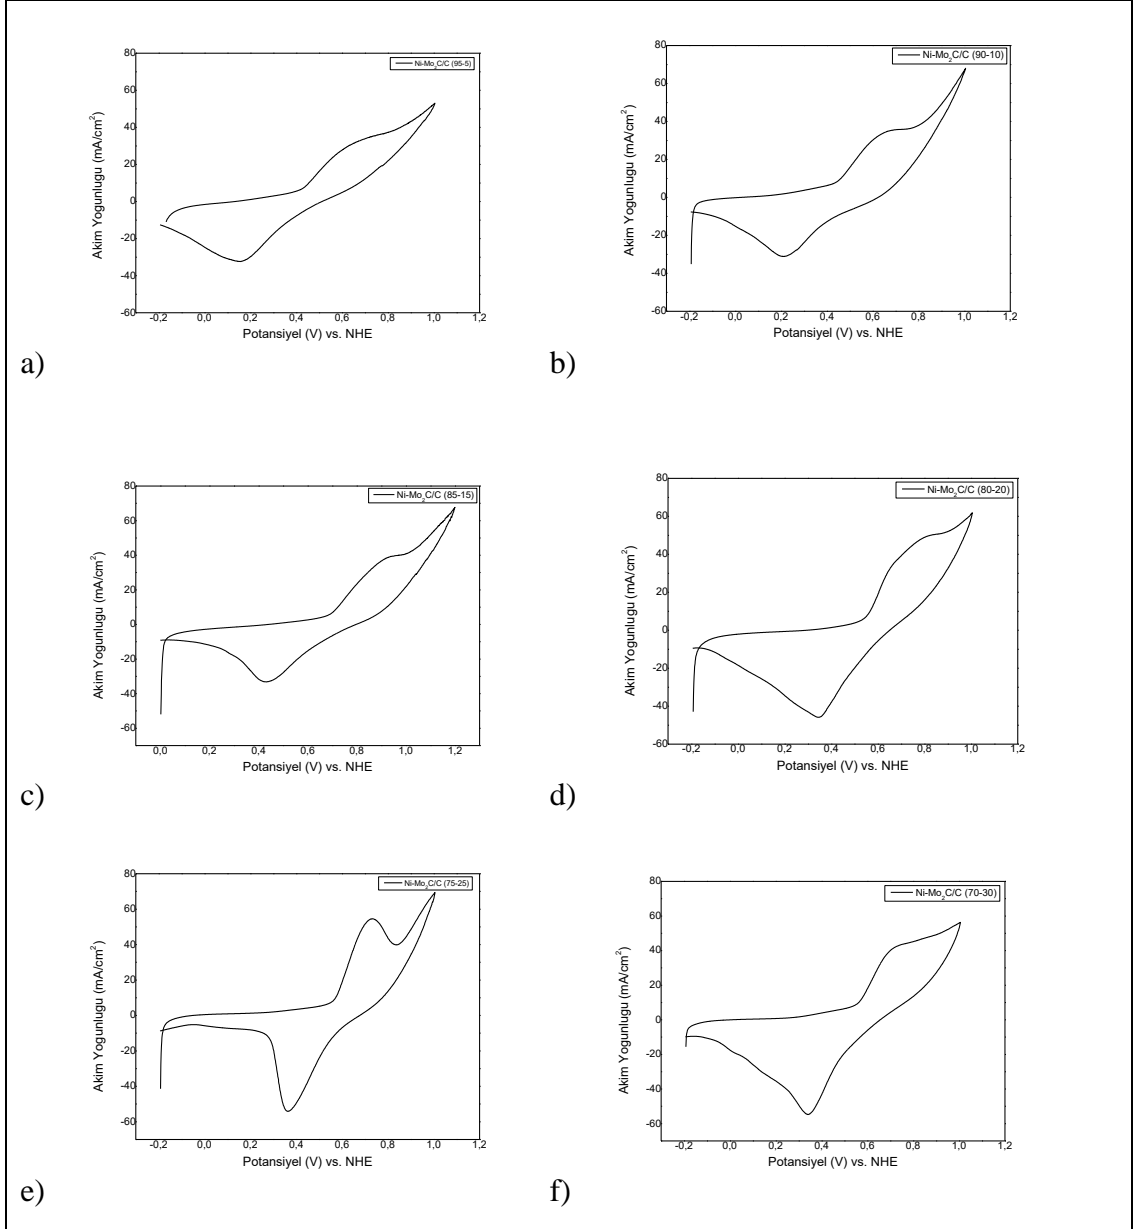 Ni-Mo₂C/C (95-5)
80
60
40
20
0
-20
-40
-60
-0,2 0,0 0,2 0,4 0,6 0,8 1,0 1,2
Akim Yogunlugu (mA/cm²)
Potansiyel (V) vs. NHE
a)
Ni-Mo₂C/C (90-10)
80
60
40
20
0
-20
-40
-60
-0,2 0,0 0,2 0,4 0,6 0,8 1,0 1,2
Akim Yogunlugu (mA/cm²)
Potansiyel (V) vs. NHE
b)
Ni-Mo₂C/C (85-15)
80
60
40
20
0
-20
-40
-60
0,0 0,2 0,4 0,6 0,8 1,0 1,2
Akim Yogunlugu (mA/cm²)
Potansiyel (V) vs. NHE
c)
Ni-Mo₂C/C (80-20)
80
60
40
20
0
-20
-40
-60
-0,2 0,0 0,2 0,4 0,6 0,8 1,0 1,2
Akim Yogunlugu (mA/cm²)
Potansiyel (V) vs. NHE
d)
Ni-Mo₂C/C (75-25)
80
60
40
20
0
-20
-40
-60
-0,2 0,0 0,2 0,4 0,6 0,8 1,0 1,2
Akim Yogunlugu (mA/cm²)
Potansiyel (V) vs. NHE
e)
Ni-Mo₂C/C (70-30)
80
60
40
20
0
-20
-40
-60
-0,2 0,0 0,2 0,4 0,6 0,8 1,0 1,2
Akim Yogunlugu (mA/cm²)
Potansiyel (V) vs. NHE
f)